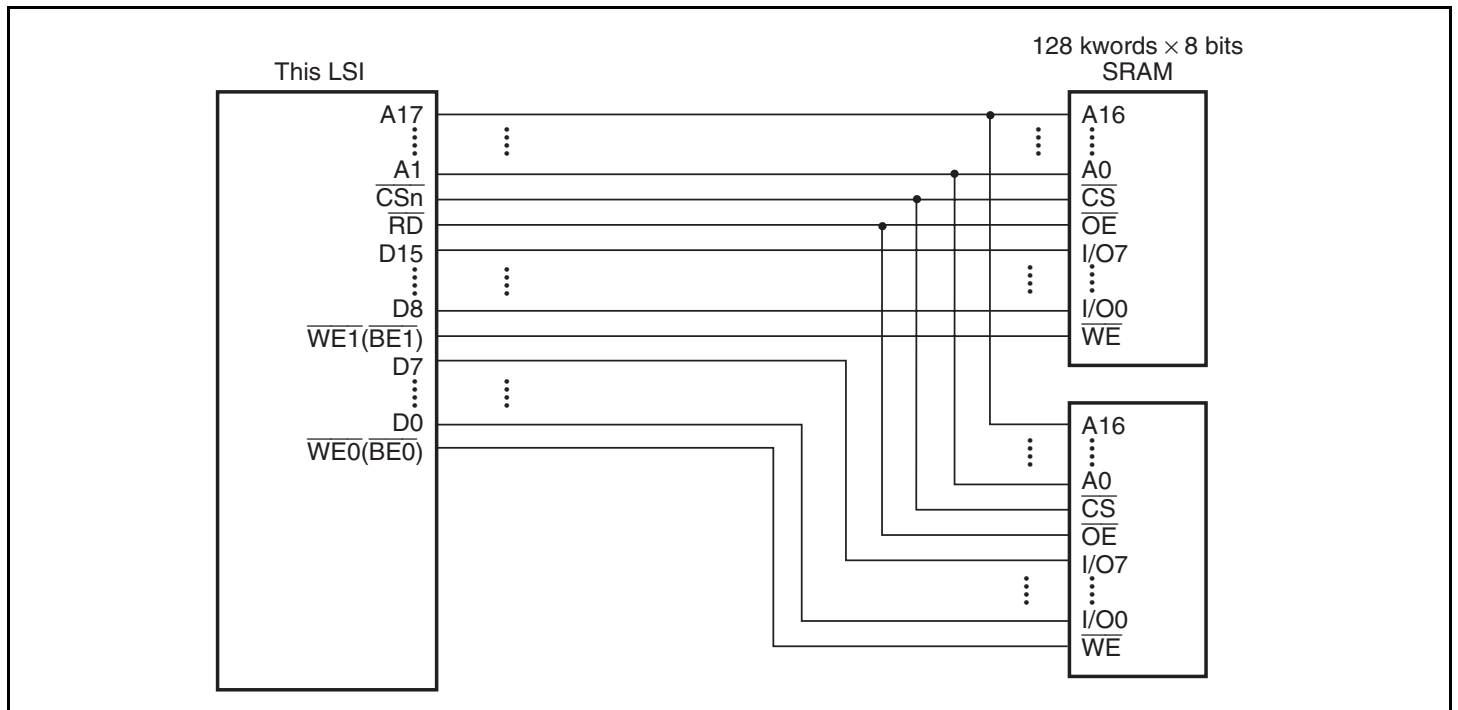 128 kwords × 8 bits
This LSI
SRAM
A17
A1
CSn
RD
D15
D8
WE1(BE1)
D7
D0
WE0(BE0)
A16
A0
CS
OE
I/O7
I/O0
WE
A16
A0
CS
OE
I/O7
I/O0
WE